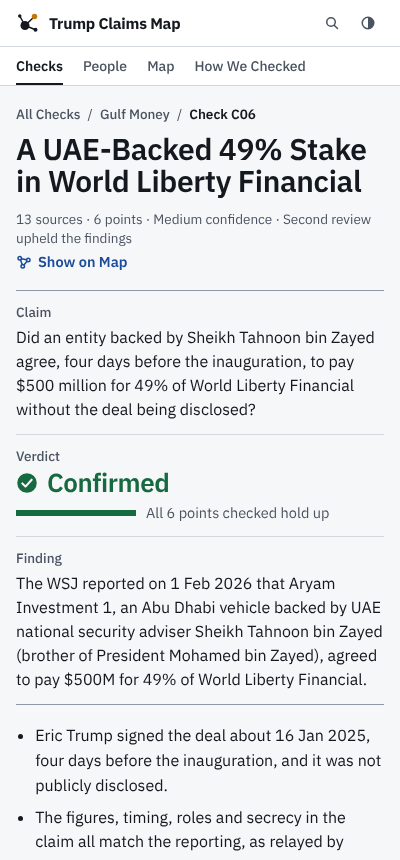 Trump Claims Map
Checks People Map How We Checked
All Checks / Gulf Money / Check C06
A UAE-Backed 49% Stake
in World Liberty Financial
13 sources · 6 points · Medium confidence · Second review
upheld the findings
Show on Map
Claim
Did an entity backed by Sheikh Tahnoon bin Zayed
agree, four days before the inauguration, to pay
$500 million for 49% of World Liberty Financial
without the deal being disclosed?
Verdict
Confirmed
All 6 points checked hold up
Finding
The WSJ reported on 1 Feb 2026 that Aryam
Investment 1, an Abu Dhabi vehicle backed by UAE
national security adviser Sheikh Tahnoon bin Zayed
(brother of President Mohamed bin Zayed), agreed
to pay $500M for 49% of World Liberty Financial.
• Eric Trump signed the deal about 16 Jan 2025,
four days before the inauguration, and it was not
publicly disclosed.
• The figures, timing, roles and secrecy in the
claim all match the reporting, as relayed by